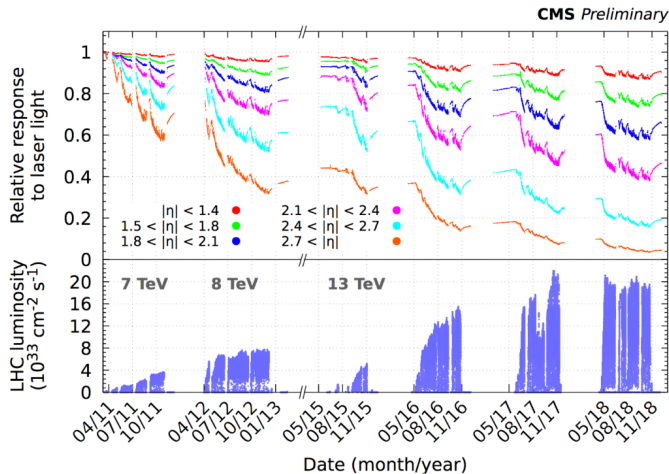 CMS Preliminary
Relative response
to laser light
1
0.8
0.6
0.4
0.2
0
|η| < 1.4
1.5 < |η| < 1.8
1.8 < |η| < 2.1
2.1 < |η| < 2.4
2.4 < |η| < 2.7
2.7 < |η|
LHC luminosity
(10³³ cm⁻² s⁻¹)
20
16
12
8
4
0
7 TeV
8 TeV
13 TeV
//
//
04/11
07/11
10/11
04/12
07/12
10/12
01/13
05/15
08/15
11/15
05/16
08/16
11/16
05/17
08/17
11/17
05/18
08/18
11/18
Date (month/year)